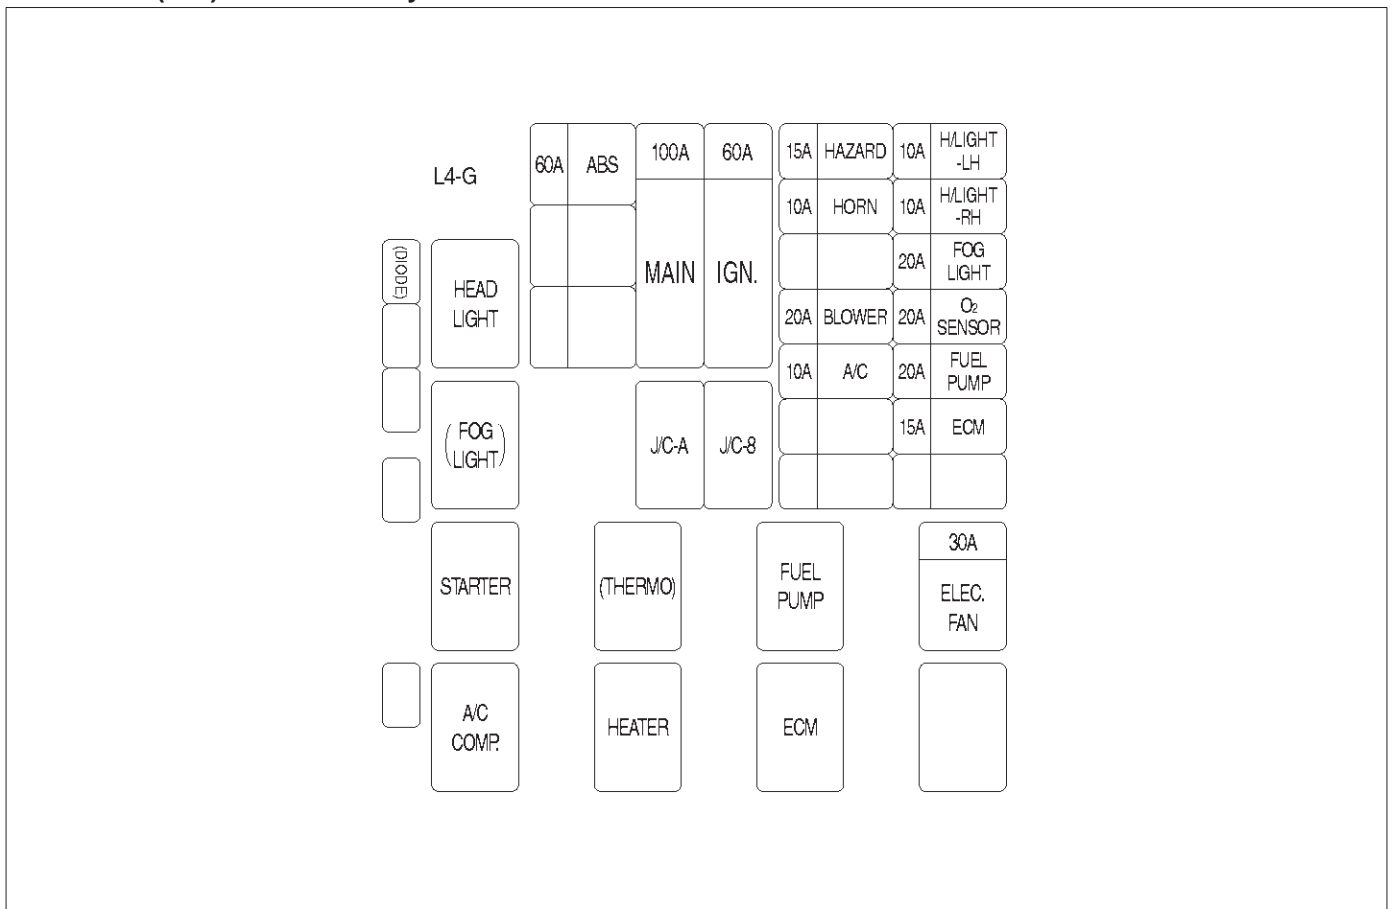 L4-G
60A ABS
100A
MAIN
60A
IGN.
15A HAZARD
10A HORN
20A BLOWER
10A A/C
10A H/LIGHT
-LH
10A H/LIGHT
-RH
20A FOG
LIGHT
20A O₂
SENSOR
20A FUEL
PUMP
15A ECM
(DIODE)
HEAD
LIGHT
(FOG
LIGHT)
J/C-A
J/C-8
STARTER
(THERMO)
FUEL
PUMP
30A
ELEC.
FAN
A/C
COMP.
HEATER
ECM